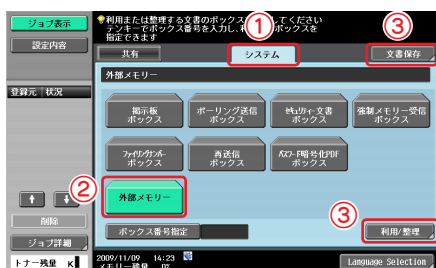 ジョブ表示
設定内容
利用または整理する文書のボックス
してください
テンキーでボックス番号を入力し、
ボックスを
指定できます
①
③
共有
システム
文書保存
外部メモリー
登録元 状況
掲示板
ボックス
ポーリング送信
ボックス
セキュリティ文書
ボックス
強制メモリー受信
ボックス
ファイリングナンバー
ボックス
再送信
ボックス
パスワード暗号化PDF
ボックス
②
外部メモリー
③
削除
ボックス番号指定
利用/整理
ジョブ詳細
トナー残量 K
2009/11/09 14:23
メモリー残量 0%
Language Selection